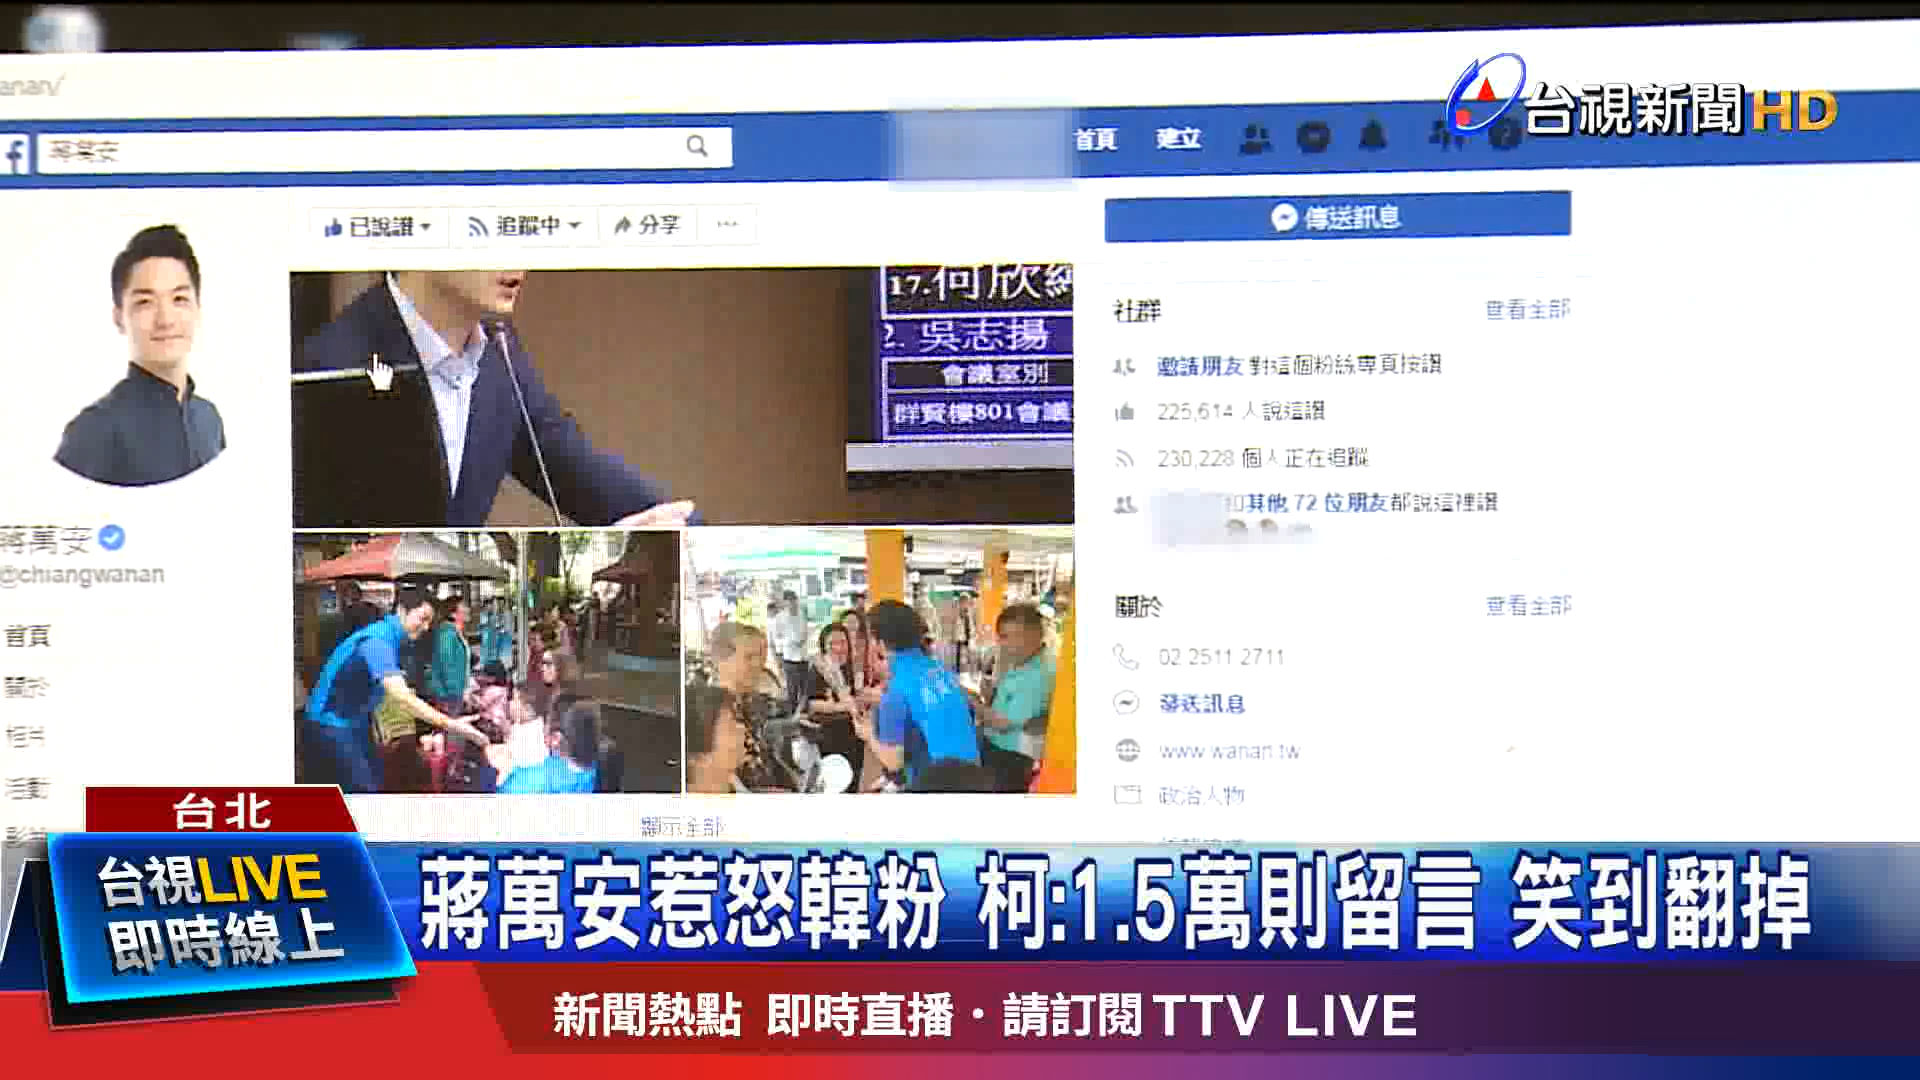 anan/
台視新聞HD
蔣萬安
首頁 建立
已說讚 追蹤中 分享
傳送訊息
17.何欣純
2. 吳志揚
會議室別
群賢樓801會議
社群 查看全部
邀請朋友 對這個粉絲專頁按讚
225,614 人說這讚
230,228 個人正在追蹤
和其他 72 位朋友都說這裡讚
蔣萬安
@chiangwanan
首頁
關於
相片
活動
關於 查看全部
02 2511 2711
發送訊息
www.wanan.tw
政治人物
顯示全部
台北
台視LIVE
即時線上
蔣萬安惹怒韓粉 柯:1.5萬則留言 笑到翻掉
新聞熱點 即時直播·請訂閱TTV LIVE